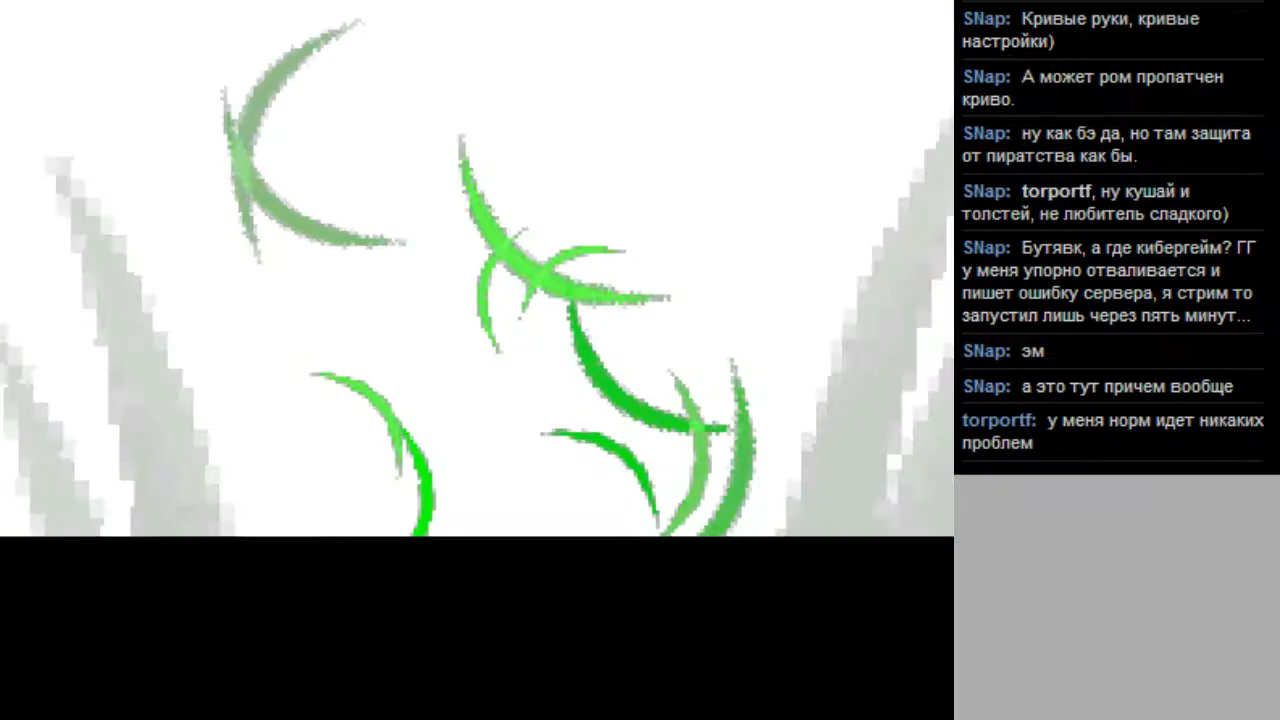 SNap: Кривые руки, кривые
настройки)
SNap: А может ром пропатчен
криво.
SNap: ну как бэ да, но там защита
от пиратства как бы.
SNap: torportf, ну кушай и
толстей, не любитель сладкого)
SNap: Бутявк, а где кибергейм? ГГ
у меня упорно отваливается и
пишет ошибку сервера, я стрим то
запустил лишь через пять минут...
SNap: эм
SNap: а это тут причем вообще
torportf: у меня норм идет никаких
проблем